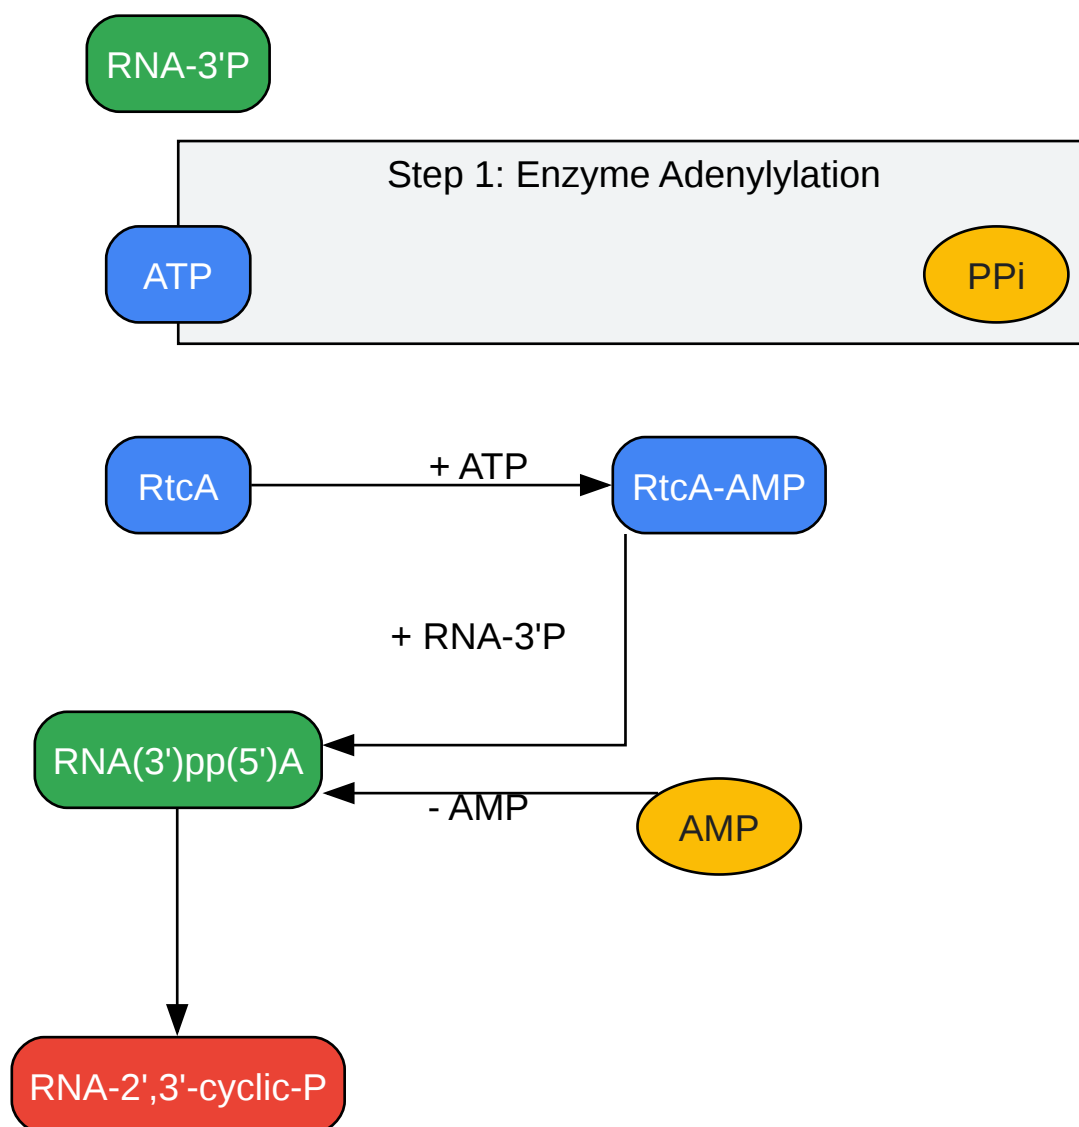 RNA-3'P
Step 1: Enzyme Adenylylation
ATP
PPi
RtcA
+ ATP
RtcA-AMP
+ RNA-3'P
RNA(3')pp(5')A
- AMP
AMP
RNA-2',3'-cyclic-P